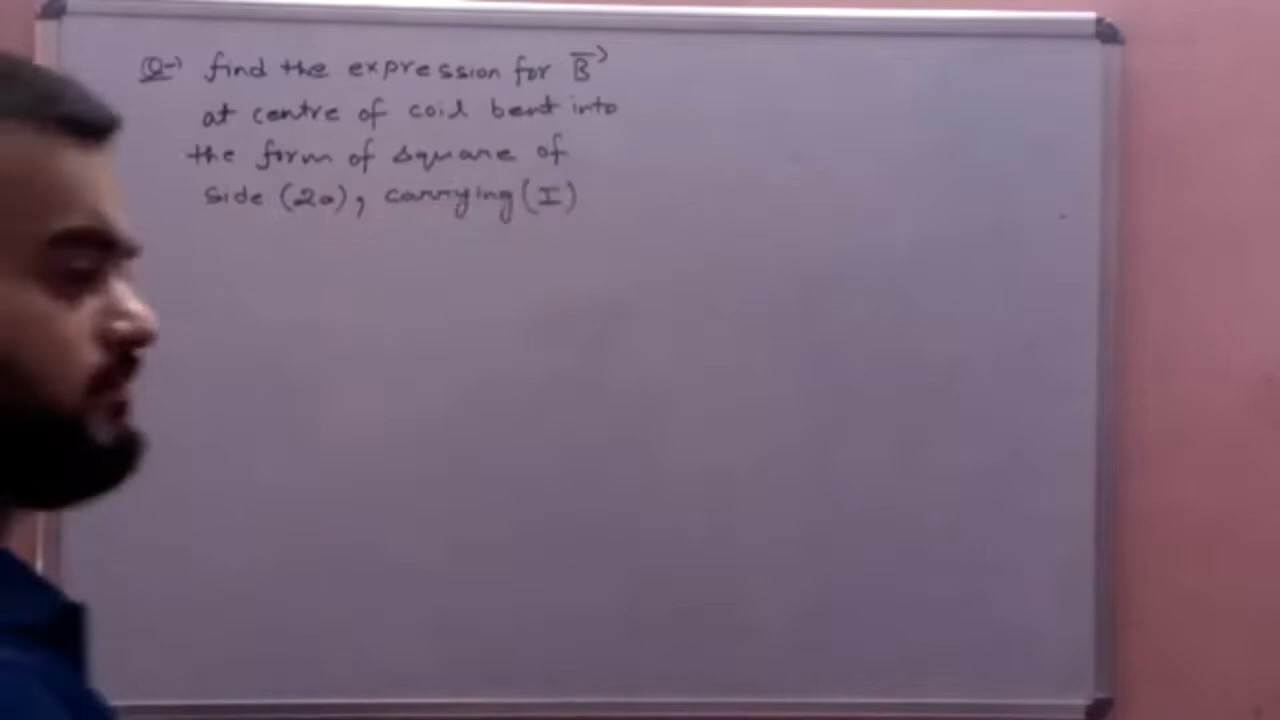 Q→ find the expression for B→
at centre of coil bent into
the form of square of
side (2a), carrying (I)